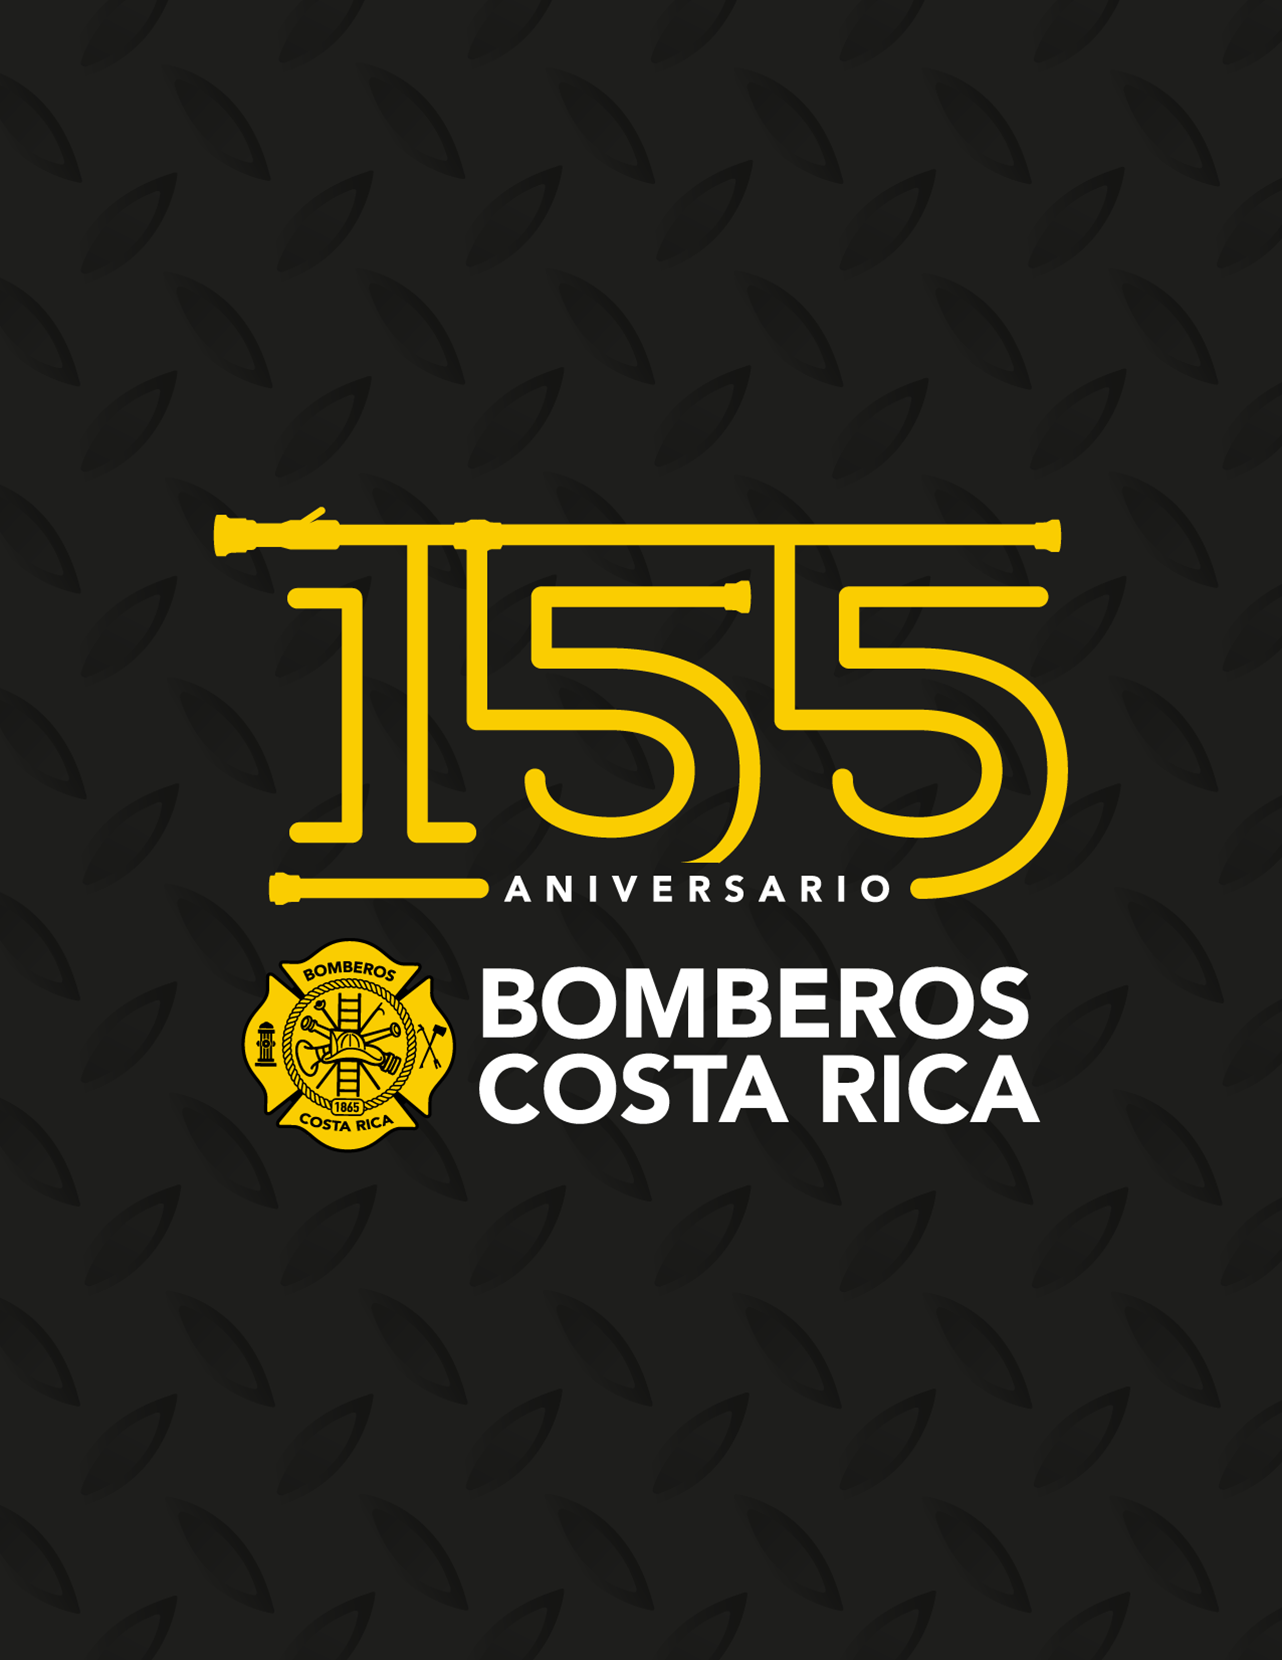 155
ANIVERSARIO
BOMBEROS
1865
COSTA RICA
BOMBEROS
COSTA RICA